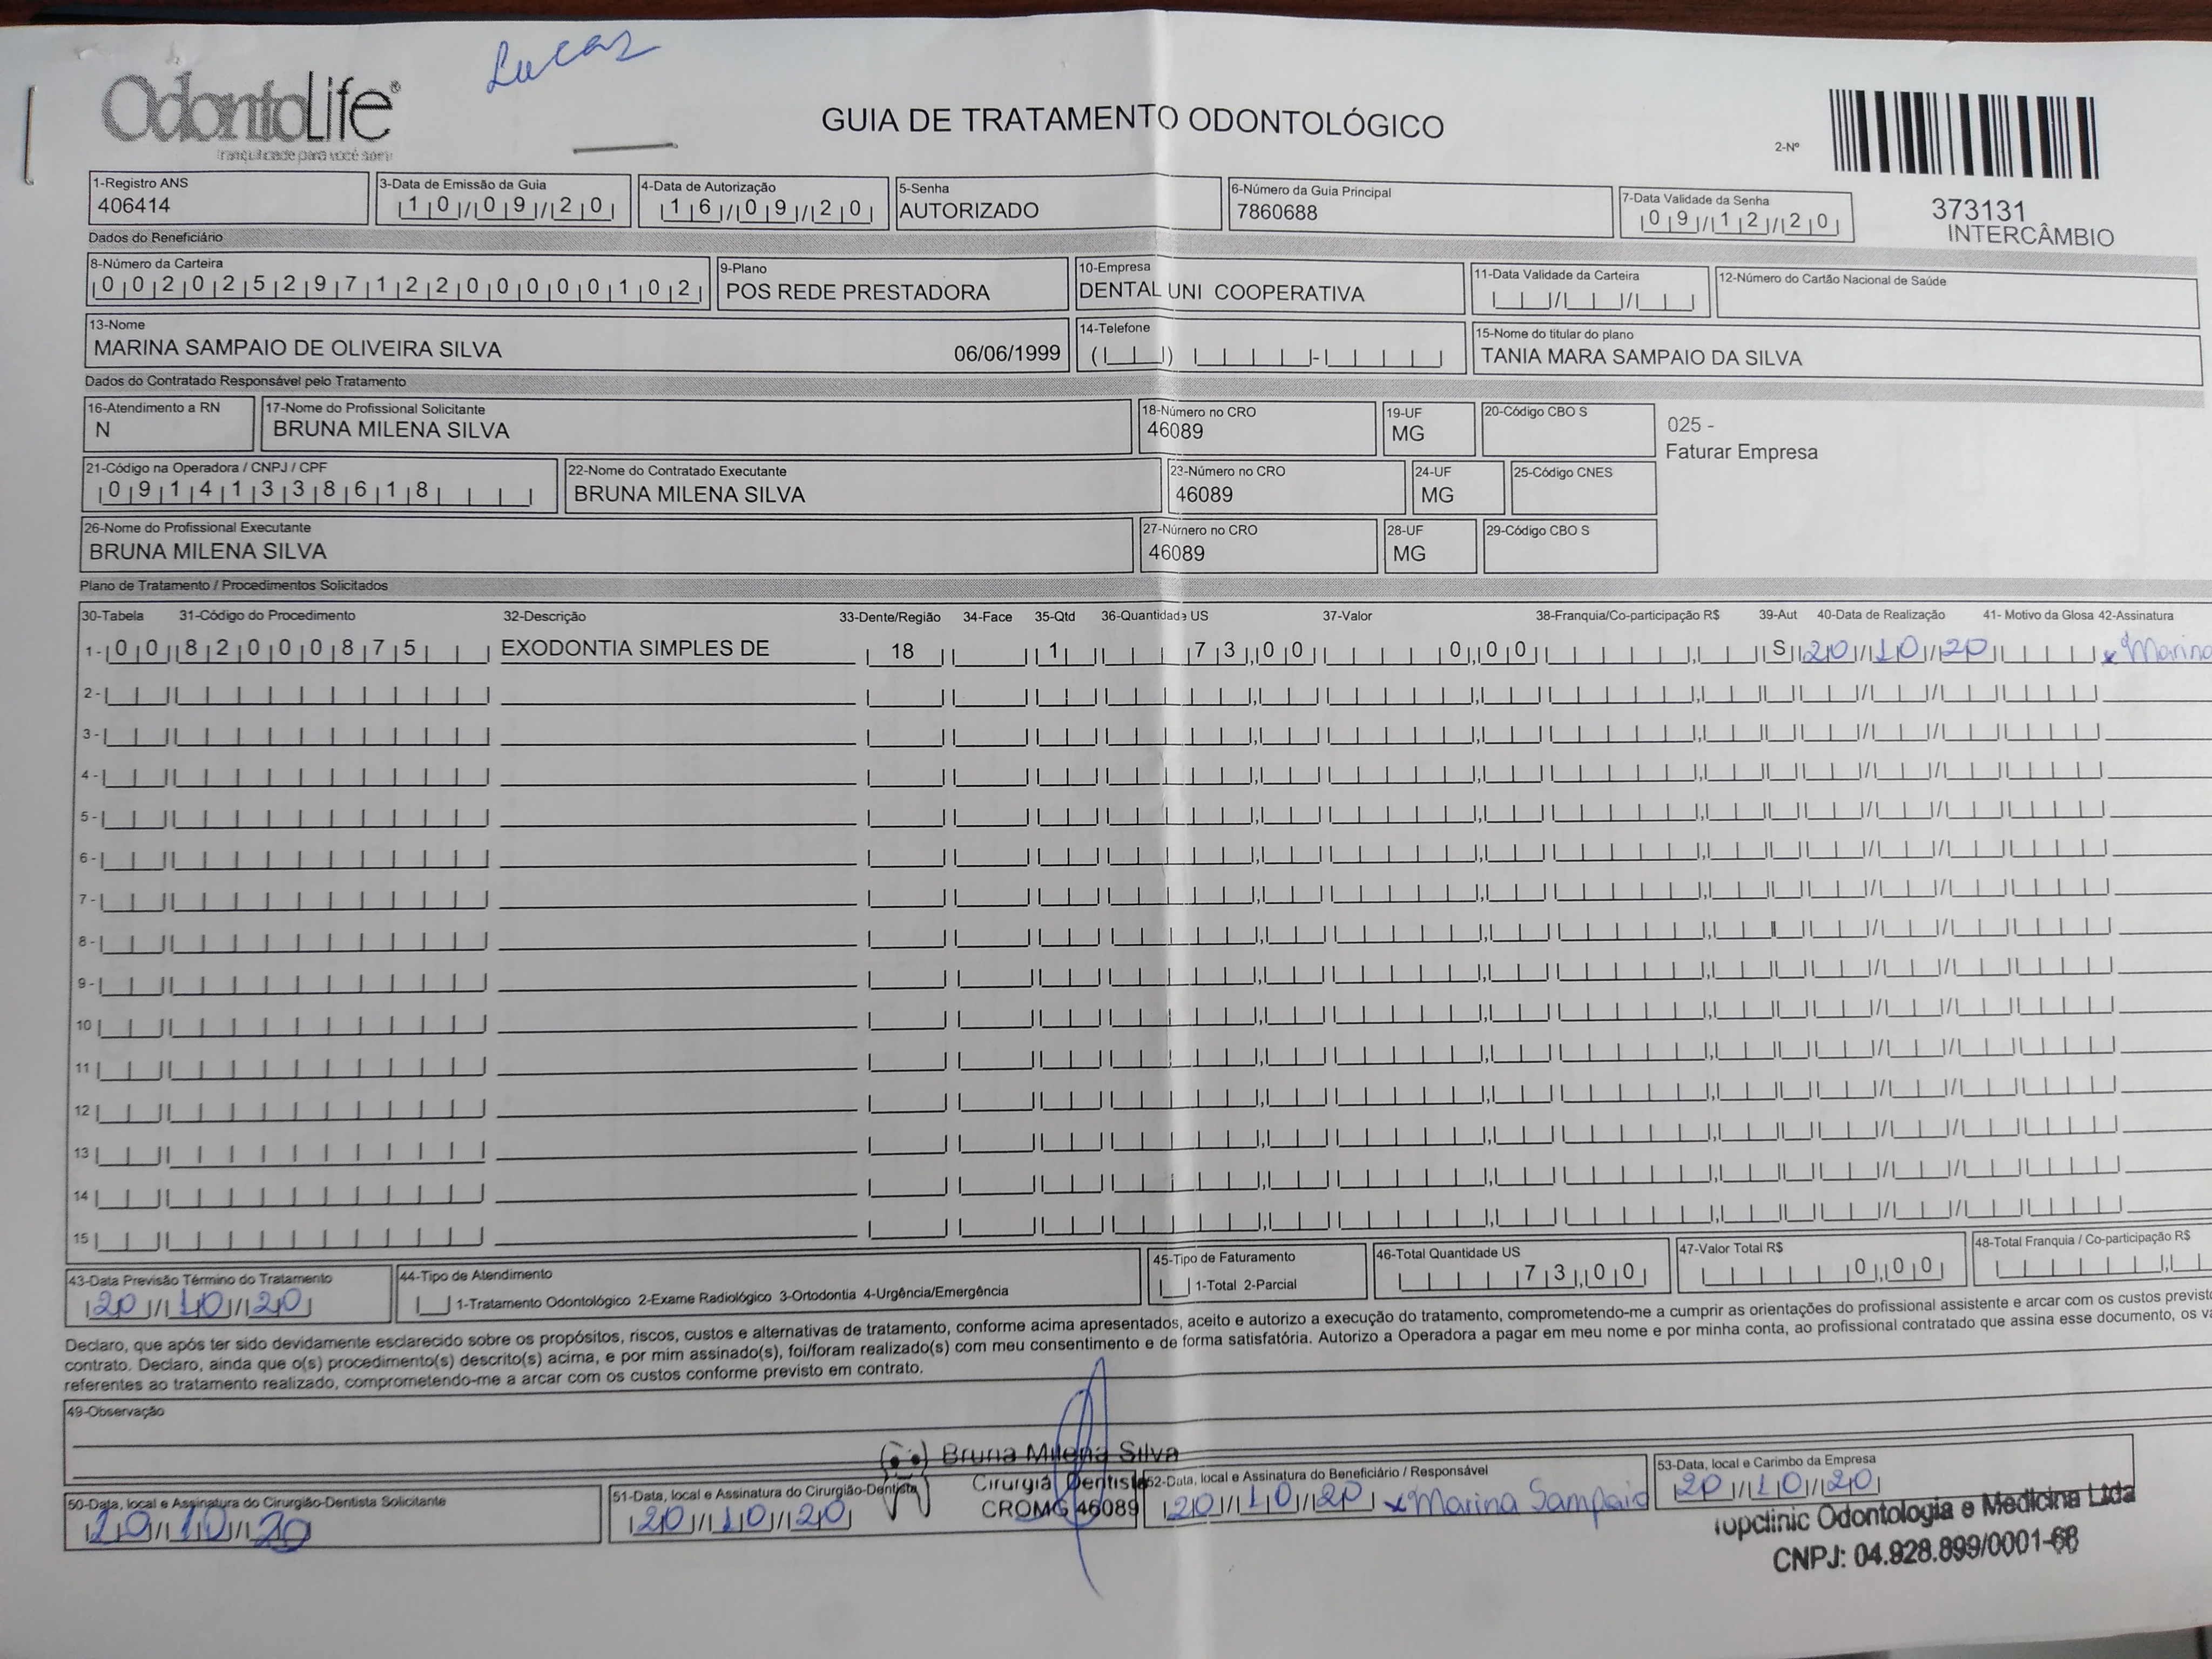 Lucas
OdontoLife®
GUIA DE TRATAMENTO ODONTOLÓGICO
2-Nº
373131
INTERCÂMBIO
1-Registro ANS
406414
3-Data de Emissão da Guia
10/09/20
4-Data de Autorização
16/09/20
5-Senha
AUTORIZADO
6-Número da Guia Principal
7860688
7-Data Validade da Senha
09/12/20
Dados do Beneficiário
8-Número da Carteira
00202529712200000102
9-Plano
POS REDE PRESTADORA
10-Empresa
DENTAL UNI COOPERATIVA
11-Data Validade da Carteira
12-Número do Cartão Nacional de Saúde
13-Nome
MARINA SAMPAIO DE OLIVEIRA SILVA 06/06/1999
14-Telefone
15-Nome do titular do plano
TANIA MARA SAMPAIO DA SILVA
Dados do Contratado Responsável pelo Tratamento
16-Atendimento a RN
N
17-Nome do Profissional Solicitante
BRUNA MILENA SILVA
18-Número no CRO
46089
19-UF
MG
20-Código CBO S
025 -
Faturar Empresa
21-Código na Operadora / CNPJ / CPF
09141338618
22-Nome do Contratado Executante
BRUNA MILENA SILVA
23-Número no CRO
46089
24-UF
MG
25-Código CNES
26-Nome do Profissional Executante
BRUNA MILENA SILVA
27-Número no CRO
46089
28-UF
MG
29-Código CBO S
Plano de Tratamento / Procedimentos Solicitados
30-Tabela 31-Código do Procedimento 32-Descrição 33-Dente/Região 34-Face 35-Qtd 36-Quantidade US 37-Valor 38-Franquia/Co-participação R$ 39-Aut 40-Data de Realização 41- Motivo da Glosa 42-Assinatura
1- 00 82000875 EXODONTIA SIMPLES DE 18 1 73,00 0,00 S 20/10/20 x Marina
2-
3-
4-
5-
6-
7-
8-
9-
10
11
12
13
14
15
43-Data Previsão Término do Tratamento
20/10/20
44-Tipo de Atendimento
1-Tratamento Odontológico 2-Exame Radiológico 3-Ortodontia 4-Urgência/Emergência
45-Tipo de Faturamento
1-Total 2-Parcial
46-Total Quantidade US
73,00
47-Valor Total R$
0,00
48-Total Franquia / Co-participação R$
Declaro, que após ter sido devidamente esclarecido sobre os propósitos, riscos, custos e alternativas de tratamento, conforme acima apresentados, aceito e autorizo a execução do tratamento, comprometendo-me a cumprir as orientações do profissional assistente e arcar com os custos previsto
contrato. Declaro, ainda que o(s) procedimento(s) descrito(s) acima, e por mim assinado(s), foi/foram realizado(s) com meu consentimento e de forma satisfatória. Autorizo a Operadora a pagar em meu nome e por minha conta, ao profissional contratado que assina esse documento, os va
referentes ao tratamento realizado, comprometendo-me a arcar com os custos conforme previsto em contrato.
49-Observação
50-Data, local e Assinatura do Cirurgião-Dentista Solicitante
20/10/20
51-Data, local e Assinatura do Cirurgião-Dentista
20/10/20
Bruna Milena Silva
Cirurgiã Dentista
CROMG 46089
52-Data, local e Assinatura do Beneficiário / Responsável
20/10/20 x Marina Sampaio
53-Data, local e Carimbo da Empresa
20/10/20
Topclinic Odontologia e Medicina Ltda
CNPJ: 04.928.899/0001-68